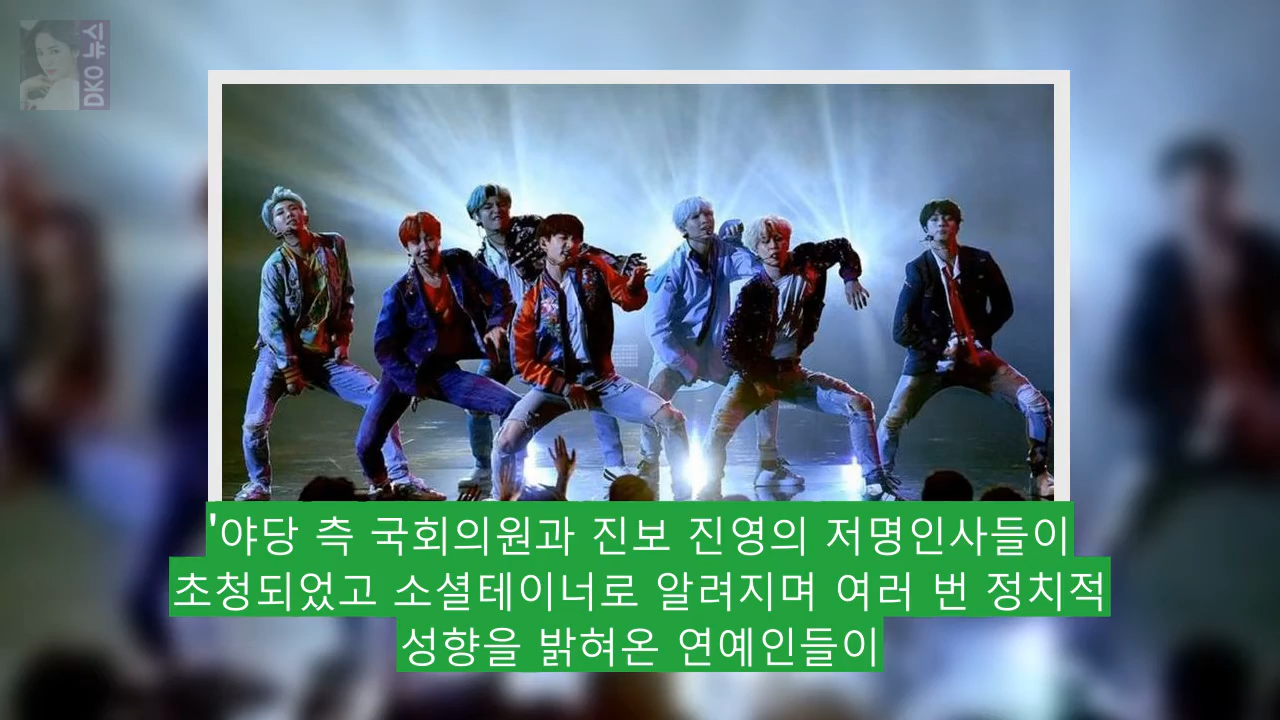 DKO 뉴스
'야당 측 국회의원과 진보 진영의 저명인사들이
초청되었고 소셜테이너로 알려지며 여러 번 정치적
성향을 밝혀온 연예인들이